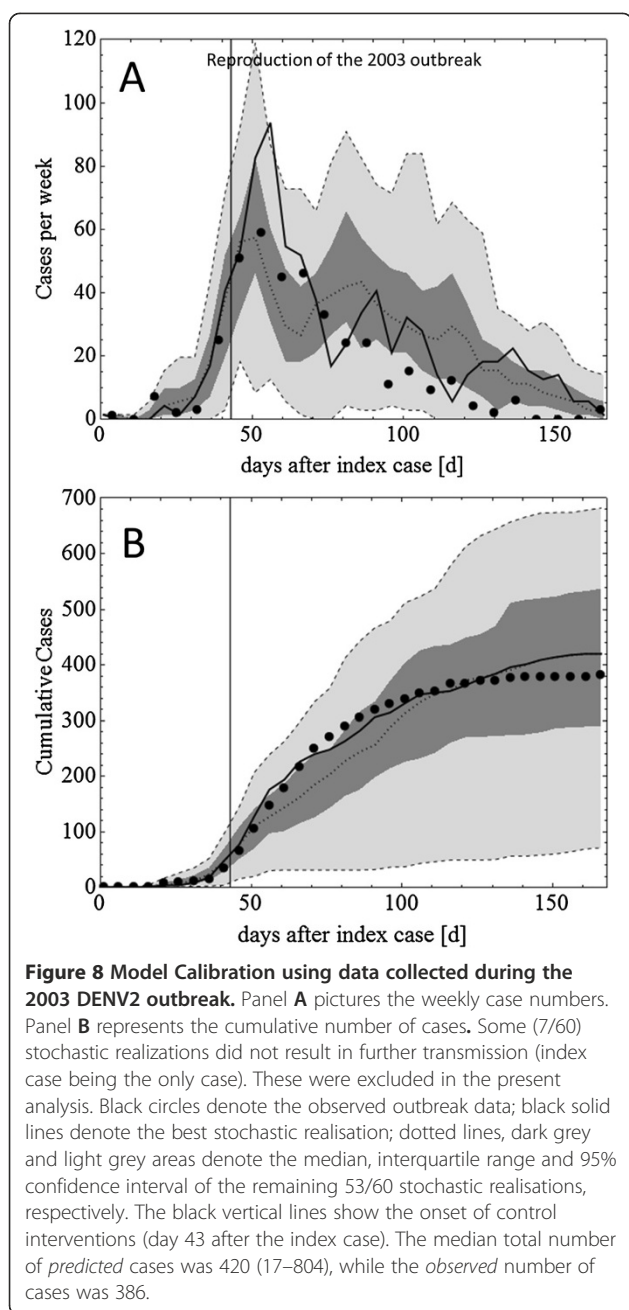 120
Reproduction of the 2003 outbreak
A
100
80
60
40
20
0
Cases per week
0 50 100 150
days after index case [d]
700
B
600
500
400
300
200
100
0
Cumulative Cases
0 50 100 150
days after index case [d]
Figure 8 Model Calibration using data collected during the
2003 DENV2 outbreak. Panel A pictures the weekly case numbers.
Panel B represents the cumulative number of cases. Some (7/60)
stochastic realizations did not result in further transmission (index
case being the only case). These were excluded in the present
analysis. Black circles denote the observed outbreak data; black solid
lines denote the best stochastic realisation; dotted lines, dark grey
and light grey areas denote the median, interquartile range and 95%
confidence interval of the remaining 53/60 stochastic realisations,
respectively. The black vertical lines show the onset of control
interventions (day 43 after the index case). The median total number
of predicted cases was 420 (17–804), while the observed number of
cases was 386.